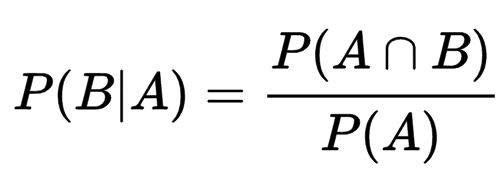 P(B|A) = P(A ∩ B) / P(A)